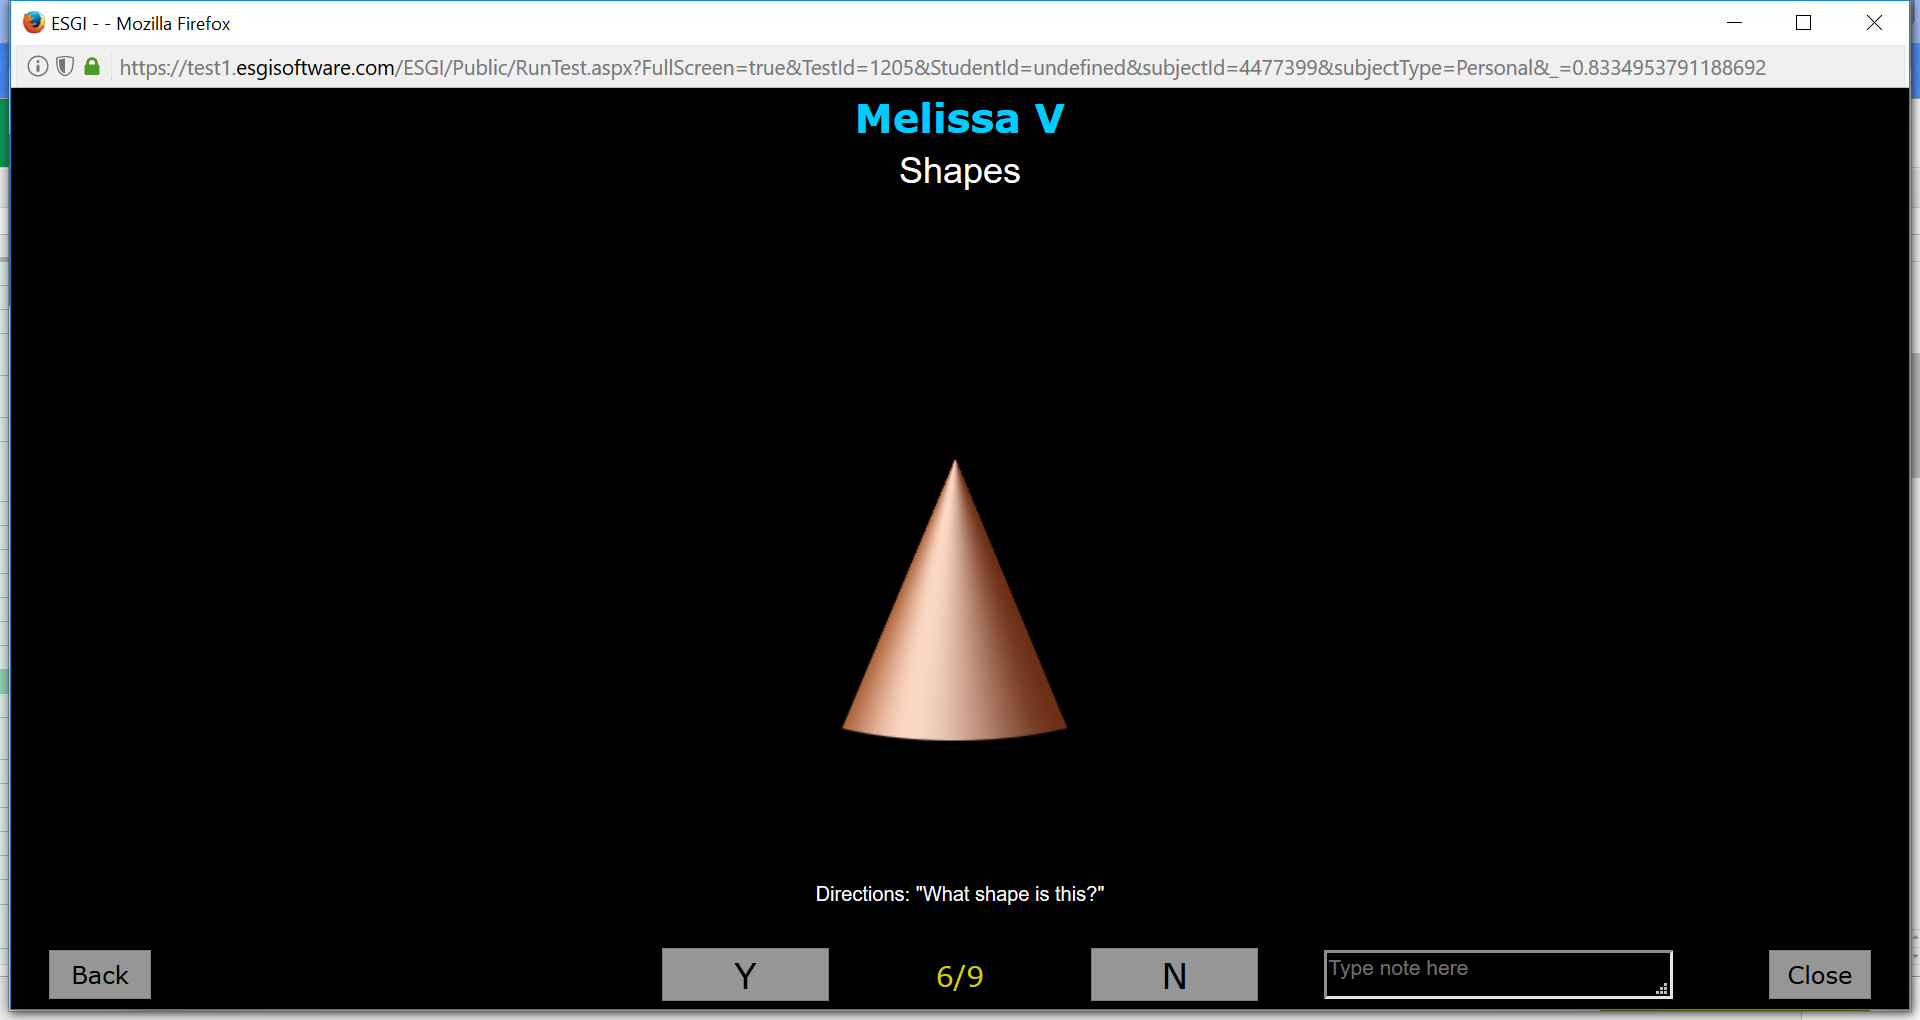 ESGI - - Mozilla Firefox
https://test1.esgisoftware.com/ESGI/Public/RunTest.aspx?FullScreen=true&TestId=1205&StudentId=undefined&subjectId=4477399&subjectType=Personal&_=0.8334953791188692
Melissa V
Shapes
Directions: "What shape is this?"
Back
Y
6/9
N
Type note here
Close